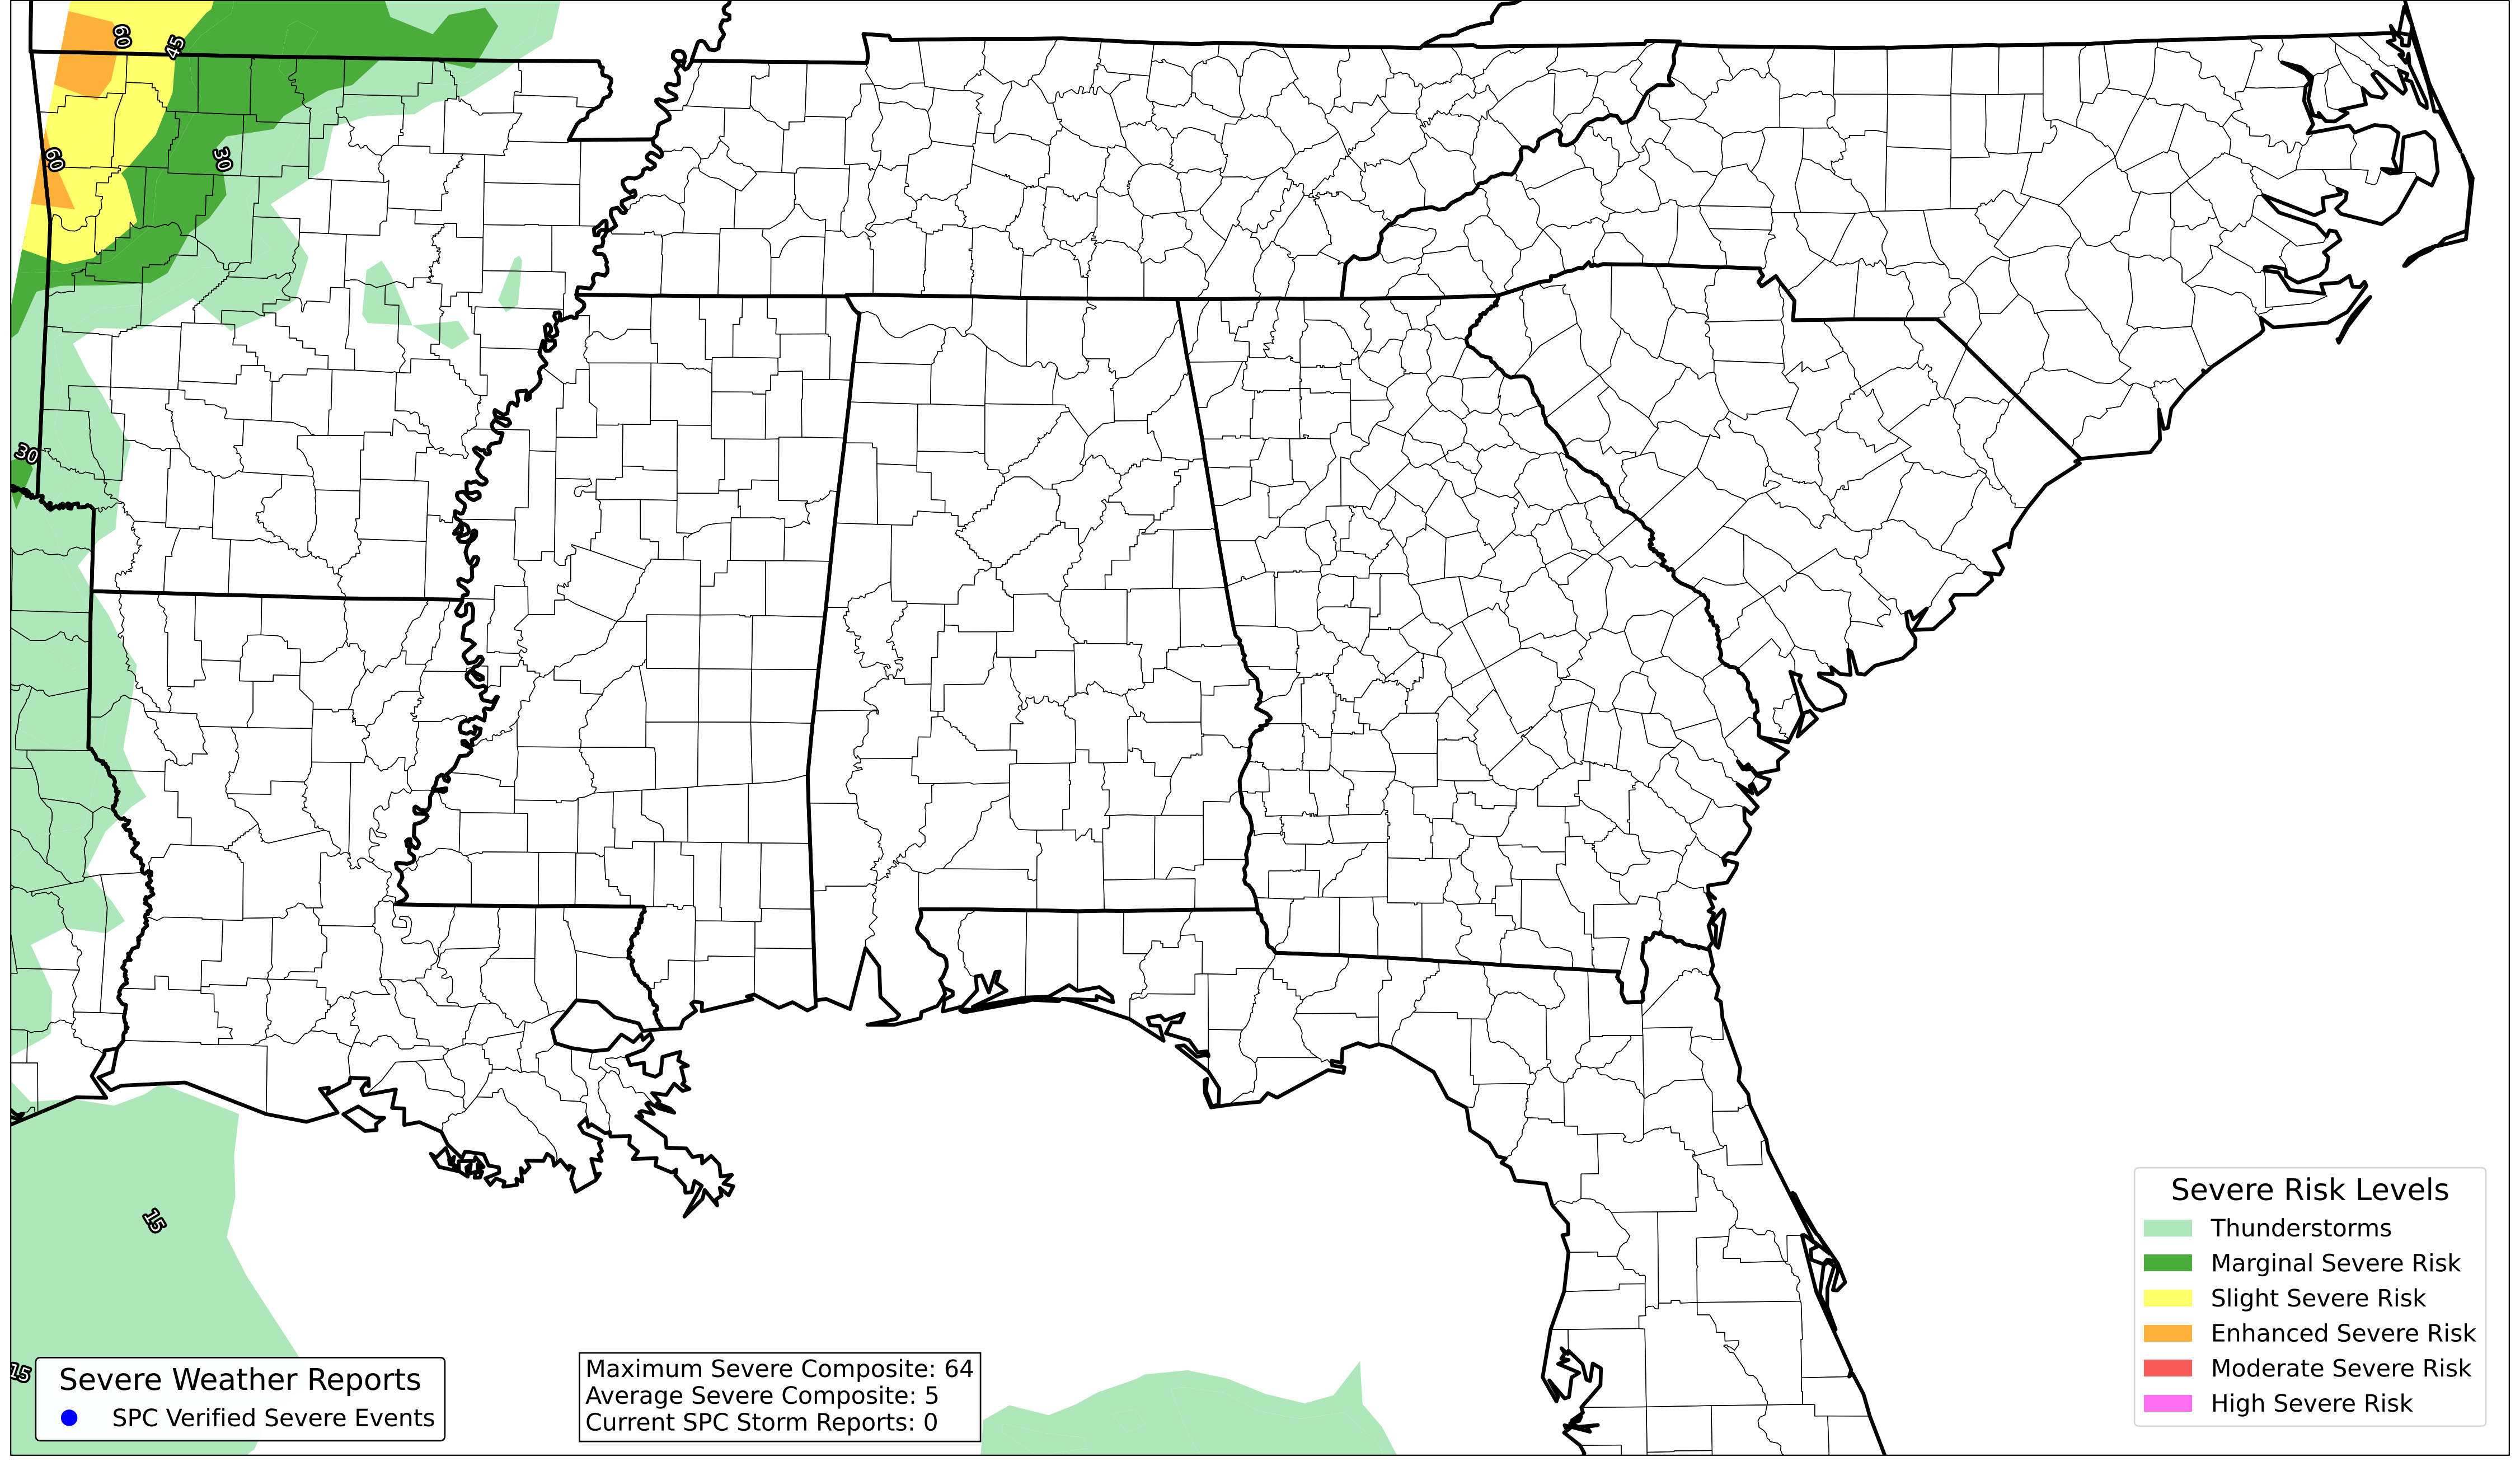 60
45
60
30
30
15
15
Severe Weather Reports
SPC Verified Severe Events
Maximum Severe Composite: 64
Average Severe Composite: 5
Current SPC Storm Reports: 0
Severe Risk Levels
Thunderstorms
Marginal Severe Risk
Slight Severe Risk
Enhanced Severe Risk
Moderate Severe Risk
High Severe Risk